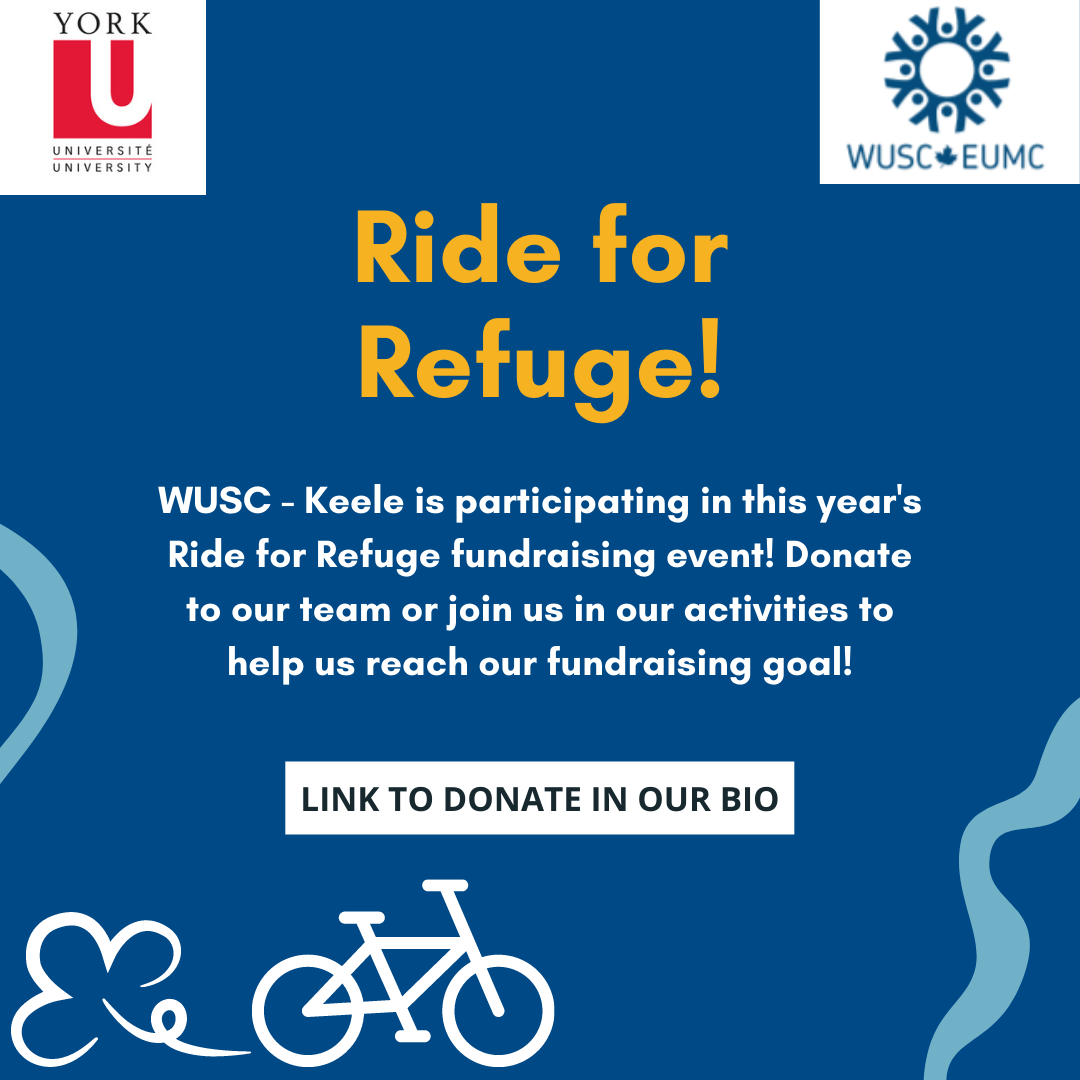 YORK
U
UNIVERSITÉ
UNIVERSITY
WUSC EUMC
Ride for
Refuge!
WUSC - Keele is participating in this year's
Ride for Refuge fundraising event! Donate
to our team or join us in our activities to
help us reach our fundraising goal!
LINK TO DONATE IN OUR BIO